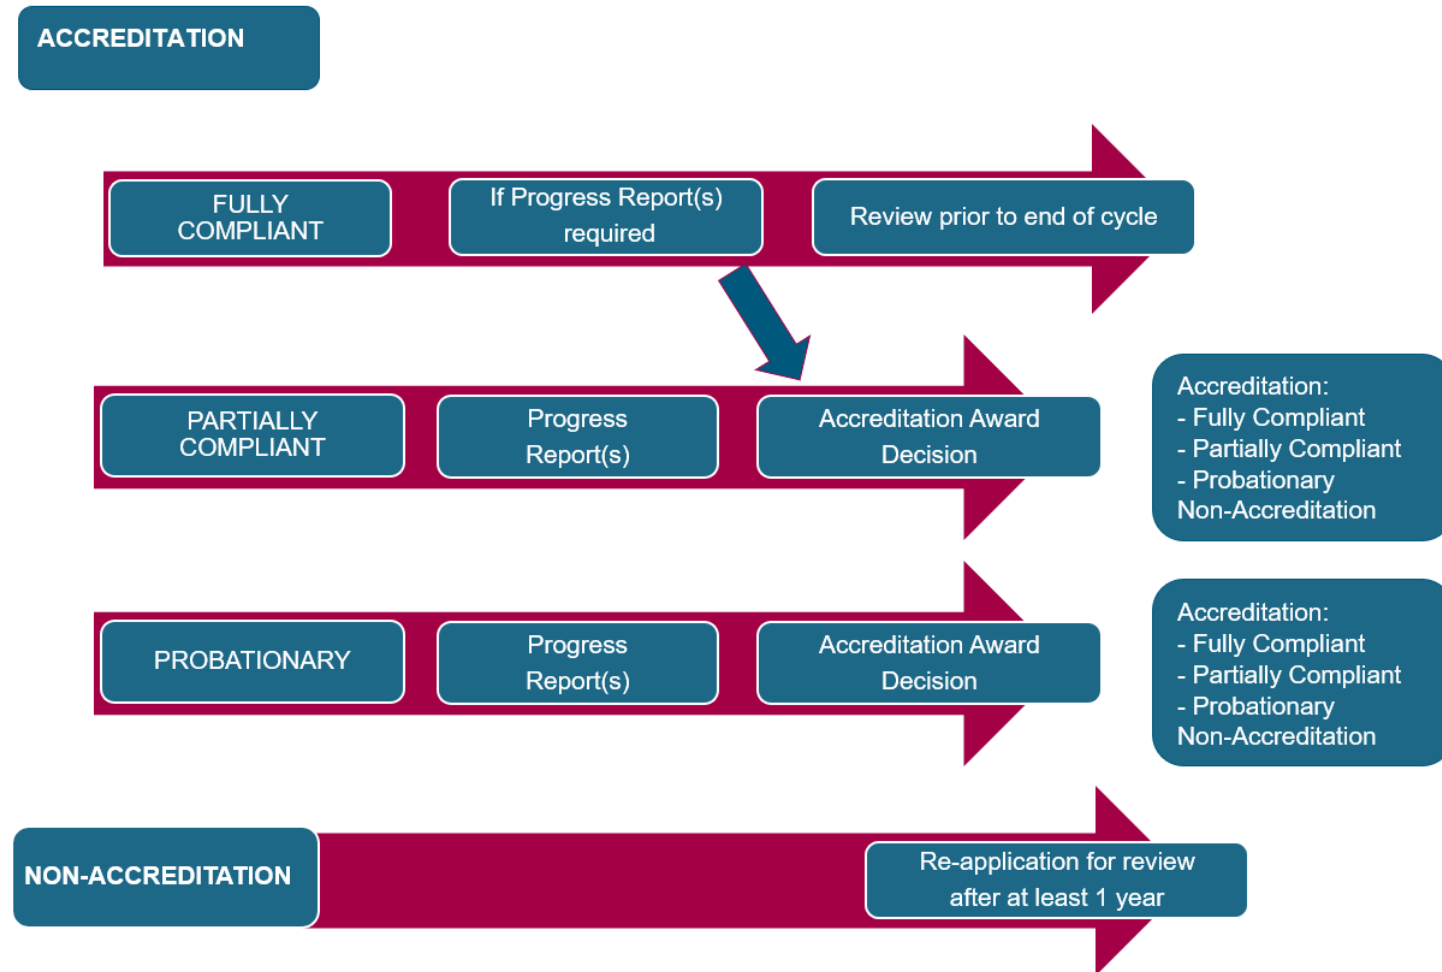 ACCREDITATION
FULLY
COMPLIANT
If Progress Report(s)
required
Review prior to end of cycle
PARTIALLY
COMPLIANT
Progress
Report(s)
Accreditation Award
Decision
Accreditation:
- Fully Compliant
- Partially Compliant
- Probationary
Non-Accreditation
PROBATIONARY
Progress
Report(s)
Accreditation Award
Decision
Accreditation:
- Fully Compliant
- Partially Compliant
- Probationary
Non-Accreditation
NON-ACCREDITATION
Re-application for review
after at least 1 year